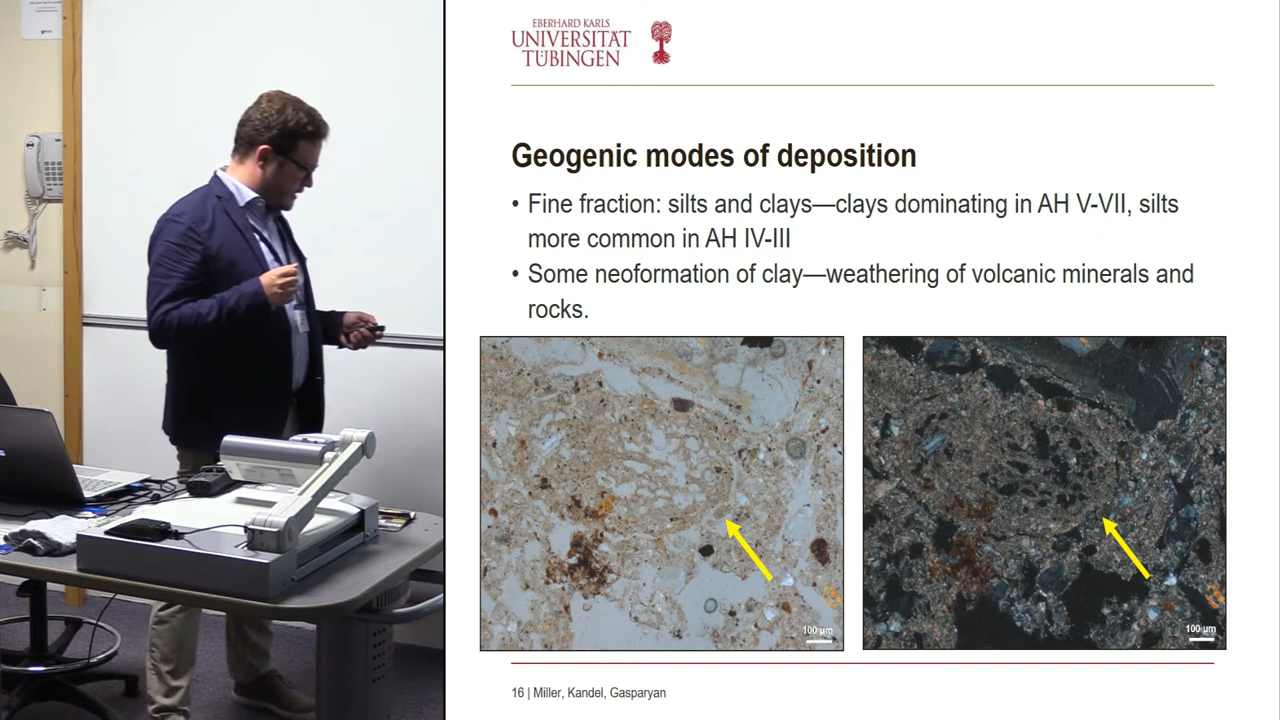 EBERHARD KARLS
UNIVERSITÄT
TÜBINGEN
Geogenic modes of deposition
• Fine fraction: silts and clays—clays dominating in AH V-VII, silts
more common in AH IV-III
• Some neoformation of clay—weathering of volcanic minerals and
rocks.
100 µm
100 µm
16 | Miller, Kandel, Gasparyan